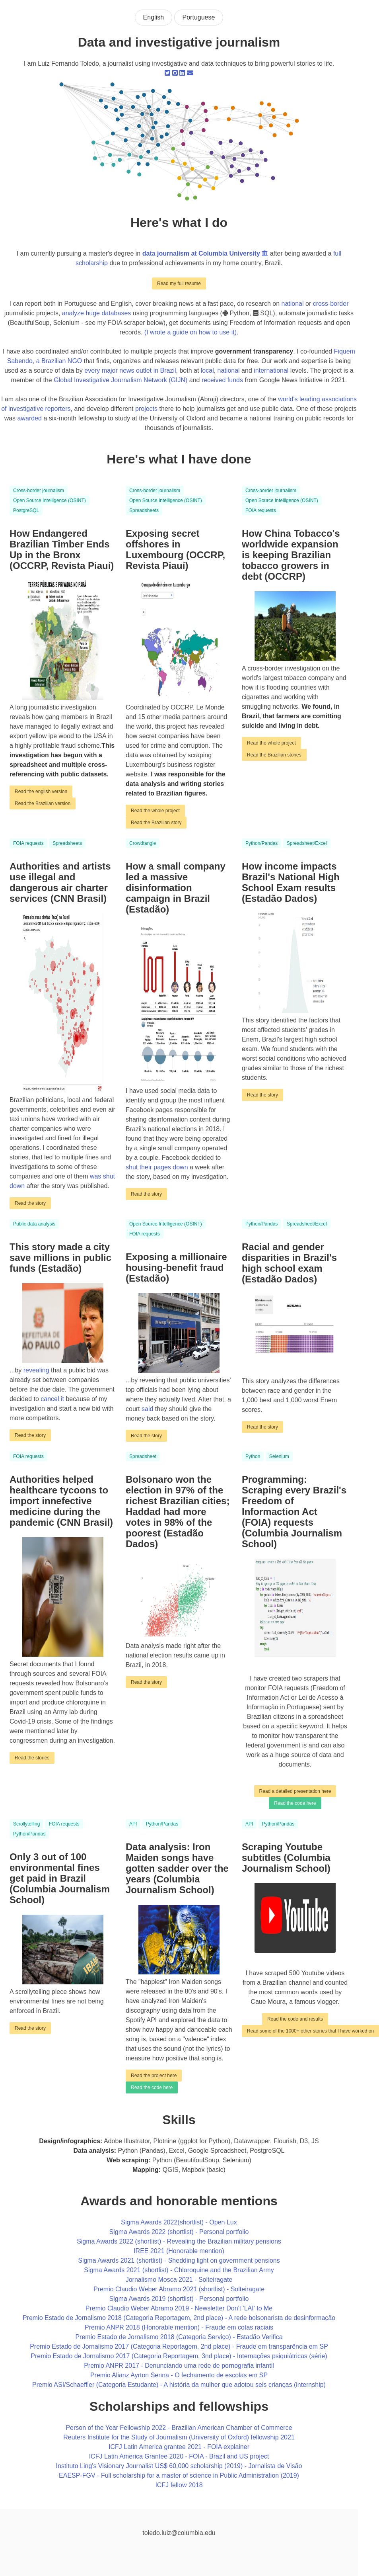 English
Portuguese
Data and investigative journalism
I am Luiz Fernando Toledo, a journalist using investigative and data techniques to bring powerful stories to life.
Here's what I do
I am currently pursuing a master's degree in data journalism at Columbia University after being awarded a full
scholarship due to professional achievements in my home country, Brazil.
Read my full resume
I can report both in Portuguese and English, cover breaking news at a fast pace, do research on national or cross-border
journalistic projects, analyze huge databases using programming languages (Python, SQL), automate journalistic tasks
(BeautifulSoup, Selenium - see my FOIA scraper below), get documents using Freedom of Information requests and open
records. (I wrote a guide on how to use it).
I have also coordinated and/or contributed to multiple projects that improve government transparency. I co-founded Fiquem
Sabendo, a Brazilian NGO that finds, organizes and releases relevant public data for free. Our work and expertise is being
used as a source of data by every major news outlet in Brazil, both at local, national and international levels. I am also a
member of the Global Investigative Journalism Network (GIJN) and received funds from Google News Initiative in 2021.
I am also one of the directors of the Brazilian Association for Investigative Journalism (Abraji),
of investigative reporters, and develop different projects there to help journalists get and use public data. One of those projects
was awarded a six-month fellowship to study at the University of Oxford and became a national training on public records for
thousands of journalists.
Here's what I have done
Cross-border journalism
Open Source Intelligence (OSINT)
PostgreSQL
How Endangered
Brazilian Timber Ends
Up in the Bronx
(OCCRP, Revista Piauí)
TERRAS PÚBLICAS E PRIVADAS NO PARÁ
A long journalistic investigation
reveals how gang members in Brazil
have managed to illegally extract and
export yellow ipe wood to the USA in
a highly profitable fraud scheme.This
investigation has begun with a
spreadsheet and multiple cross-
referencing with public datasets.
Read the english version
Read the Brazilian version
Cross-border journalism
Open Source Intelligence (OSINT)
Spreadsheets
Exposing secret
offshores in
Luxembourg (OCCRP,
Revista Piauí)
O mapa do dinheiro em Luxemburgo
Coordinated by OCCRP, Le Monde
and 15 other media partners around
the world, this project has revealed
how secret companies have been
used for crime and corruption. The
data was obtained by scraping
Luxembourg's business register
website. I was responsible for the
data analysis and writing stories
related to Brazilian figures.
Read the whole project
Read the Brazilian story
Cross-border journalism
Open Source Intelligence (OSINT)
FOIA requests
How China Tobacco's
worldwide expansion
is keeping Brazilian
tobacco growers in
debt (OCCRP)
A cross-border investigation on the
world's largest tobacco company and
how it is flooding countries with
cigarettes and working with
smuggling networks. We found, in
Brazil, that farmers are comitting
suicide and living in debt.
Read the whole project
Read the Brazilian stories
FOIA requests
Spreadsheets
Authorities and artists
use illegal and
dangerous air charter
services (CNN Brasil)
Brazilian politicians, local and federal
governments, celebrities and even air
taxi unions have worked with air
charter companies who were
investigated and fined for illegal
operations. I coordinated these
stories, that led to multiple fines and
investigations to some of these
companies and one of them was shut
down after the story was published.
Read the story
Crowdtangle
How a small company
led a massive
disinformation
campaign in Brazil
(Estadão)
I have used social media data to
identify and group the most influent
Facebook pages responsible for
sharing disinformation content during
Brazil's national elections in 2018. I
found that they were being operated
by a single small company operated
by a couple. Facebook decided to
shut their pages down a week after
the story, based on my investigation.
Read the story
Python/Pandas
Spreadsheet/Excel
How income impacts
Brazil's National High
School Exam results
(Estadão Dados)
This story identified the factors that
most affected students' grades in
Enem, Brazil's largest high school
exam. We found students with the
worst social conditions who achieved
grades similar to those of the richest
students.
Read the story
Public data analysis
This story made a city
save millions in public
funds (Estadão)
PREFEITURA DE
SÃO PAULO
...by revealing that a public bid was
already set between companies
before the due date. The government
decided to cancel it because of my
investigation and start a new bid with
more competitors.
Read the story
Open Source Intelligence (OSINT)
FOIA requests
Exposing a millionaire
housing-benefit fraud
(Estadão)
...by revealing that public universities'
top officials had been lying about
where they actually lived. After that, a
court said they should give the
money back based on the story.
Read the story
Python/Pandas
Spreadsheet/Excel
Racial and gender
disparities in Brazil's
high school exam
(Estadão Dados)
This story analyzes the differences
between race and gender in the
1,000 best and 1,000 worst Enem
scores.
Read the story
FOIA requests
Authorities helped
healthcare tycoons to
import innefective
medicine during the
pandemic (CNN Brasil)
Secret documents that I found
through sources and several FOIA
requests revealed how Bolsonaro's
government spent public funds to
import and produce chloroquine in
Brazil using an Army lab during
Covid-19 crisis. Some of the findings
were mentioned later by
congressmen during an investigation.
Read the stories
Spreadsheet
Bolsonaro won the
election in 97% of the
richest Brazilian cities;
Haddad had more
votes in 98% of the
poorest (Estadão
Dados)
Data analysis made right after the
national election results came up in
Brazil, in 2018.
Read the story
Python
Selenium
Programming:
Scraping every Brazil's
Freedom of
Informaction Act
(FOIA) requests
(Columbia Journalism
School)
I have created two scrapers that
monitor FOIA requests (Freedom of
Information Act or Lei de Acesso à
Informação in Portuguese) sent by
Brazilian citizens in a spreadsheet
based on a specific keyword. It helps
to monitor how transparent the
federal government is and can also
work as a huge source of data and
documents.
Read a detailed presentation here
Read the code here
Scrollytelling
FOIA requests
Python/Pandas
Only 3 out of 100
environmental fines
get paid in Brazil
(Columbia Journalism
School)
IBAMA
A scrollytelling piece shows how
environmental fines are not being
enforced in Brazil.
Read the story
API
Python/Pandas
Data analysis: Iron
Maiden songs have
gotten sadder over the
years (Columbia
Journalism School)
The "happiest" Iron Maiden songs
were released in the 80's and 90's. I
have analyzed Iron Maiden's
discography using data from the
Spotify API and explored the data to
show how happy and danceable each
song is, based on a "valence" index
that uses the sound (not the lyrics) to
measure how positive that song is.
Read the project here
Read the code here
API
Python/Pandas
Scraping Youtube
subtitles (Columbia
Journalism School)
YouTube
I have scraped 500 Youtube videos
from a Brazilian channel and counted
the most common words used by
Caue Moura, a famous vlogger.
Read the code and results
Read some of the 1000+ other stories that I have worked on
Skills
Design/infographics: Adobe Illustrator, Plotnine (ggplot for Python), Datawrapper, Flourish, D3, JS
Data analysis: Python (Pandas), Excel, Google Spreadsheet, PostgreSQL
Web scraping: Python (BeautifoulSoup, Selenium)
Mapping: QGIS, Mapbox (basic)
Awards and honorable mentions
Sigma Awards 2022(shortlist) - Open Lux
Sigma Awards 2022 (shortlist) - Personal portfolio
Sigma Awards 2022 (shortlist) - Revealing the Brazilian military pensions
IREE 2021 (Honorable mention)
Sigma Awards 2021 (shortlist) - Shedding light on government pensions
Sigma Awards 2021 (shortlist) - Chloroquine and the Brazilian Army
Jornalismo Mosca 2021 - Solteiragate
Premio Claudio Weber Abramo 2021 (shortlist) - Solteiragate
Sigma Awards 2019 (shortlist) - Personal portfolio
Premio Claudio Weber Abramo 2019 - Newsletter Don't 'LAI' to Me
Premio Estado de Jornalismo 2018 (Categoria Reportagem, 2nd place) - A rede bolsonarista de desinformação
Premio ANPR 2018 (Honorable mention) - Fraude em cotas raciais
Premio Estado de Jornalismo 2018 (Categoria Serviço) - Estadão Verifica
Premio Estado de Jornalismo 2017 (Categoria Reportagem, 2nd place) - Fraude em transparência em SP
Premio Estado de Jornalismo 2017 (Categoria Reportagem, 3nd place) - Internações psiquiátricas (série)
Premio ANPR 2017 - Denunciando uma rede de pornografia infantil
Premio Alianz Ayrton Senna - O fechamento de escolas em SP
Premio ASI/Schaeffler (Categoria Estudante) - A história da mulher que adotou seis crianças (internship)
Scholarships and fellowships
Person of the Year Fellowship 2022 - Brazilian American Chamber of Commerce
Reuters Institute for the Study of Journalism (University of Oxford) fellowship 2021
ICFJ Latin America grantee 2021 - FOIA explainer
ICFJ Latin America Grantee 2020 - FOIA - Brazil and US project
Instituto Ling's Visionary Journalist US$ 60,000 scholarship (2019) - Jornalista de Visão
EAESP-FGV - Full scholarship for a master of science in Public Administration (2019)
ICFJ fellow 2018
toledo.luiz@columbia.edu